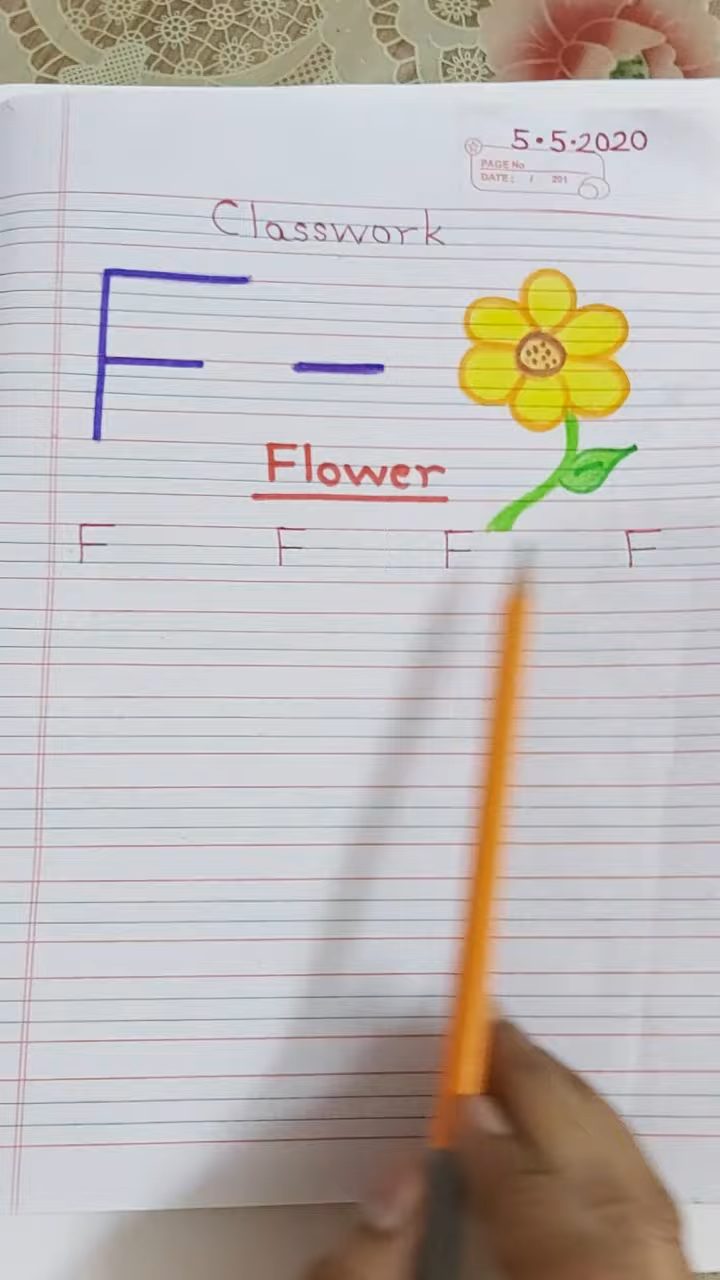 5.5.2020
PAGE No
DATE: / 201
Classwork
F -
Flower
F F F F